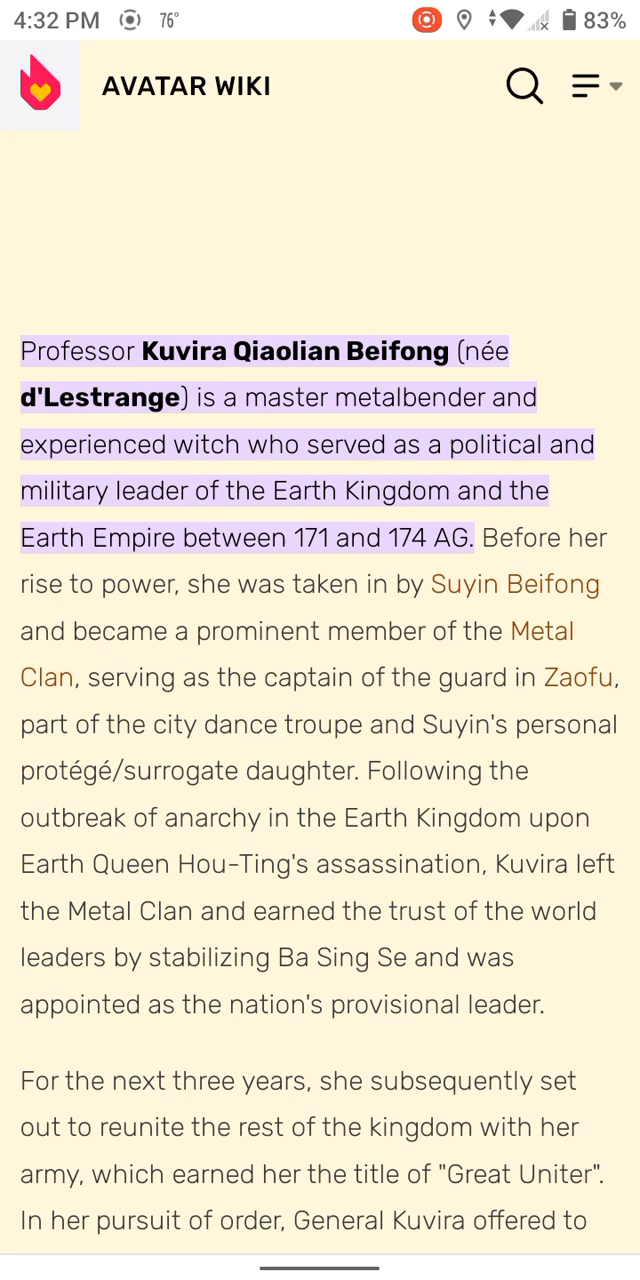 4:32 PM 76° 83%
AVATAR WIKI
Professor Kuvira Qiaolian Beifong (née
d'Lestrange) is a master metalbender and
experienced witch who served as a political and
military leader of the Earth Kingdom and the
Earth Empire between 171 and 174 AG. Before her
rise to power, she was taken in by Suyin Beifong
and became a prominent member of the Metal
Clan, serving as the captain of the guard in Zaofu,
part of the city dance troupe and Suyin's personal
protégé/surrogate daughter. Following the
outbreak of anarchy in the Earth Kingdom upon
Earth Queen Hou-Ting's assassination, Kuvira left
the Metal Clan and earned the trust of the world
leaders by stabilizing Ba Sing Se and was
appointed as the nation's provisional leader.
For the next three years, she subsequently set
out to reunite the rest of the kingdom with her
army, which earned her the title of "Great Uniter".
In her pursuit of order, General Kuvira offered to